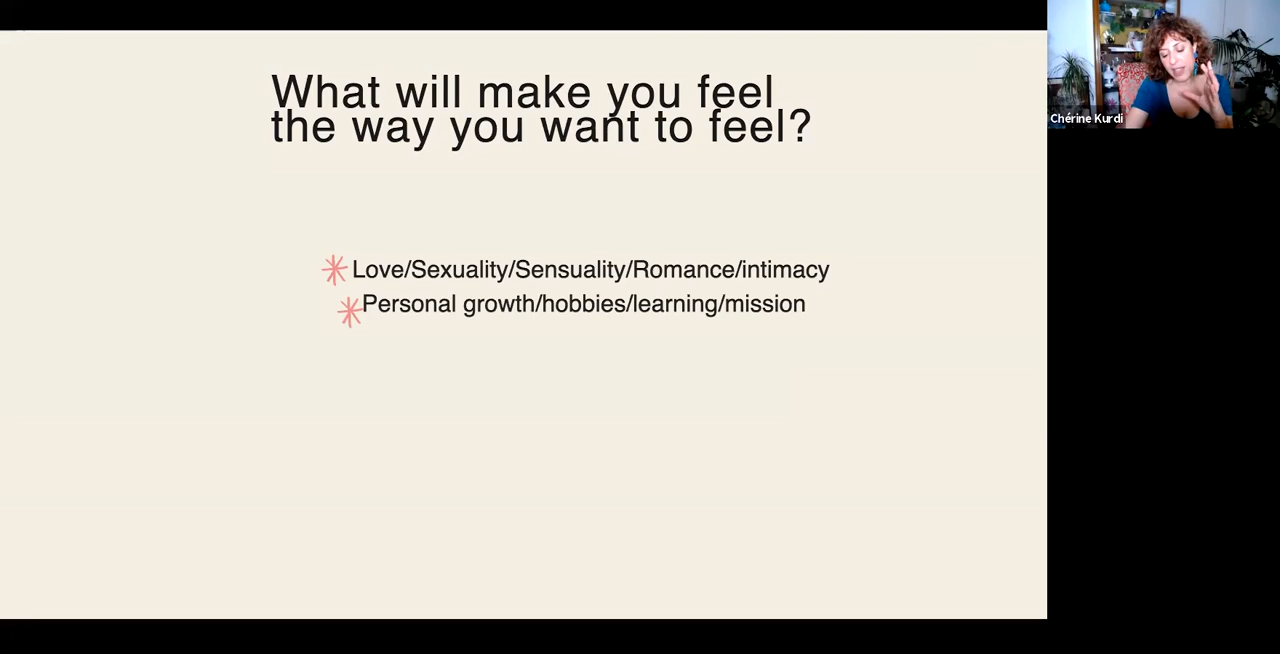 What will make you feel
the way you want to feel?
Love/Sexuality/Sensuality/Romance/intimacy
Personal growth/hobbies/learning/mission
Chérine Kurdi